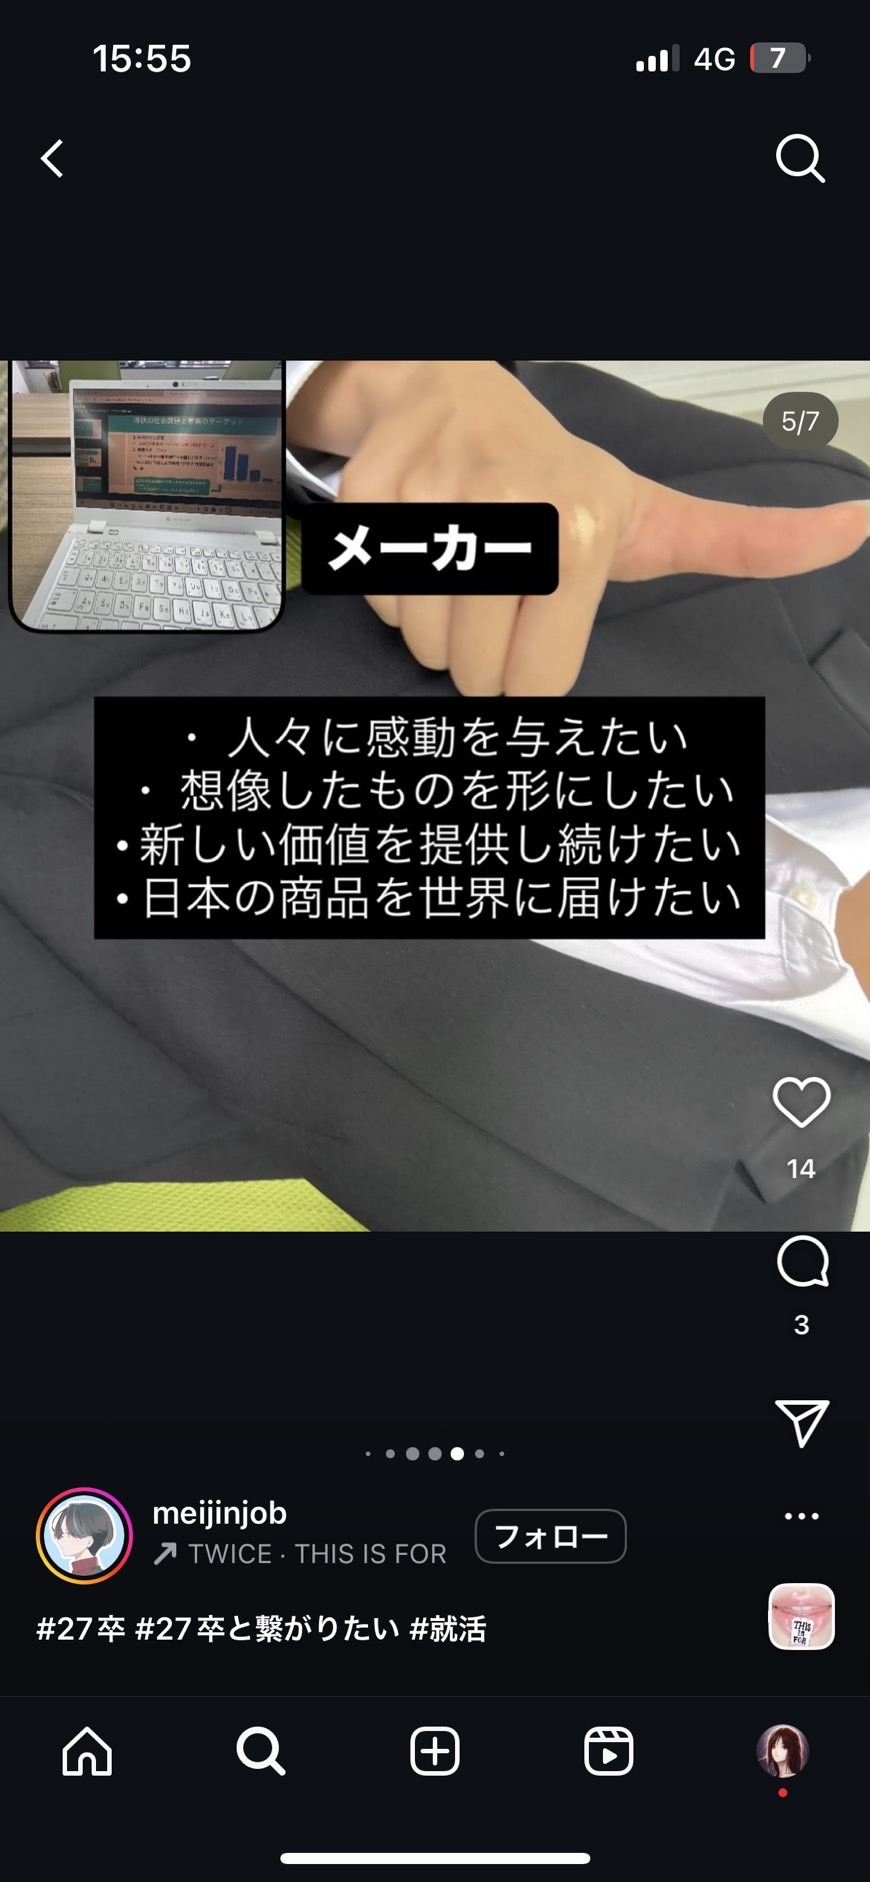 15:55
4G
7
5/7
メーカー
・ 人々に感動を与えたい
・ 想像したものを形にしたい
•新しい価値を提供し続けたい
•日本の商品を世界に届けたい
14
3
meijinjob
TWICE · THIS IS FOR
フォロー
#27卒 #27卒と繋がりたい #就活
THIS
IS
FOR